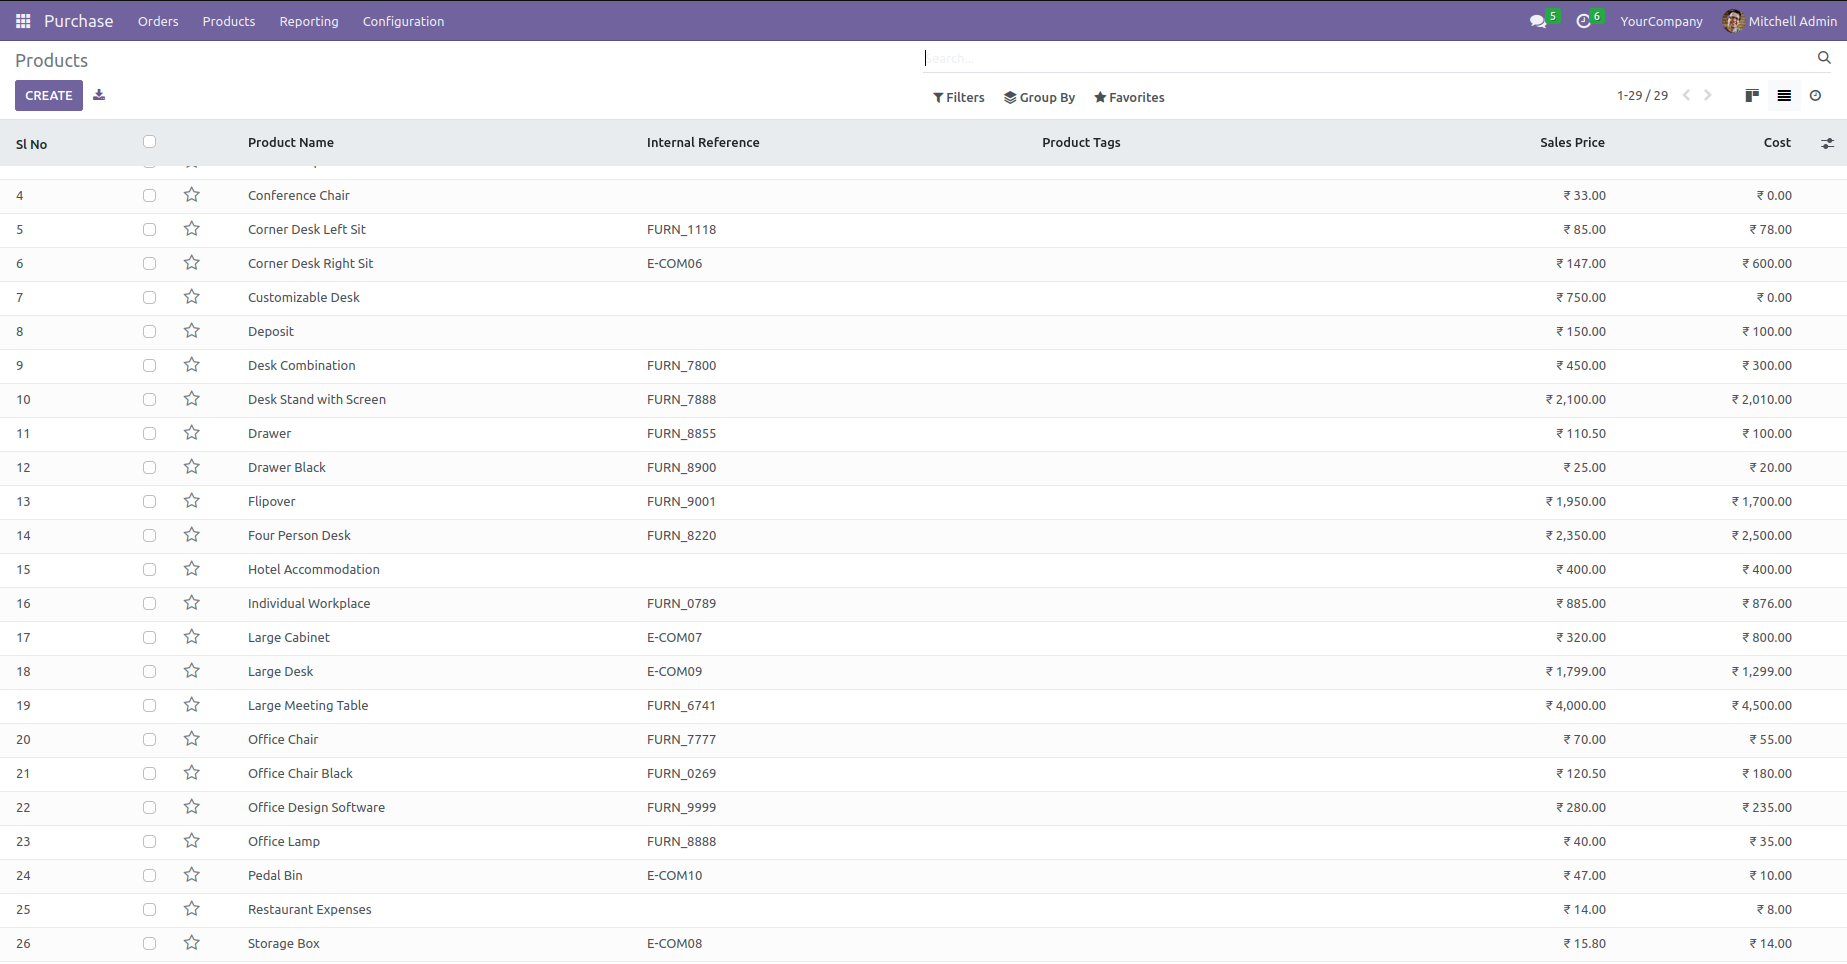 Purchase Orders Products Reporting Configuration 5 6 YourCompany Mitchell Admin
Products Search...
CREATE Filters Group By Favorites 1-29 / 29
Sl No Product Name Internal Reference Product Tags Sales Price Cost
4 Conference Chair ₹ 33.00 ₹ 0.00
5 Corner Desk Left Sit FURN_1118 ₹ 85.00 ₹ 78.00
6 Corner Desk Right Sit E-COM06 ₹ 147.00 ₹ 600.00
7 Customizable Desk ₹ 750.00 ₹ 0.00
8 Deposit ₹ 150.00 ₹ 100.00
9 Desk Combination FURN_7800 ₹ 450.00 ₹ 300.00
10 Desk Stand with Screen FURN_7888 ₹ 2,100.00 ₹ 2,010.00
11 Drawer FURN_8855 ₹ 110.50 ₹ 100.00
12 Drawer Black FURN_8900 ₹ 25.00 ₹ 20.00
13 Flipover FURN_9001 ₹ 1,950.00 ₹ 1,700.00
14 Four Person Desk FURN_8220 ₹ 2,350.00 ₹ 2,500.00
15 Hotel Accommodation ₹ 400.00 ₹ 400.00
16 Individual Workplace FURN_0789 ₹ 885.00 ₹ 876.00
17 Large Cabinet E-COM07 ₹ 320.00 ₹ 800.00
18 Large Desk E-COM09 ₹ 1,799.00 ₹ 1,299.00
19 Large Meeting Table FURN_6741 ₹ 4,000.00 ₹ 4,500.00
20 Office Chair FURN_7777 ₹ 70.00 ₹ 55.00
21 Office Chair Black FURN_0269 ₹ 120.50 ₹ 180.00
22 Office Design Software FURN_9999 ₹ 280.00 ₹ 235.00
23 Office Lamp FURN_8888 ₹ 40.00 ₹ 35.00
24 Pedal Bin E-COM10 ₹ 47.00 ₹ 10.00
25 Restaurant Expenses ₹ 14.00 ₹ 8.00
26 Storage Box E-COM08 ₹ 15.80 ₹ 14.00